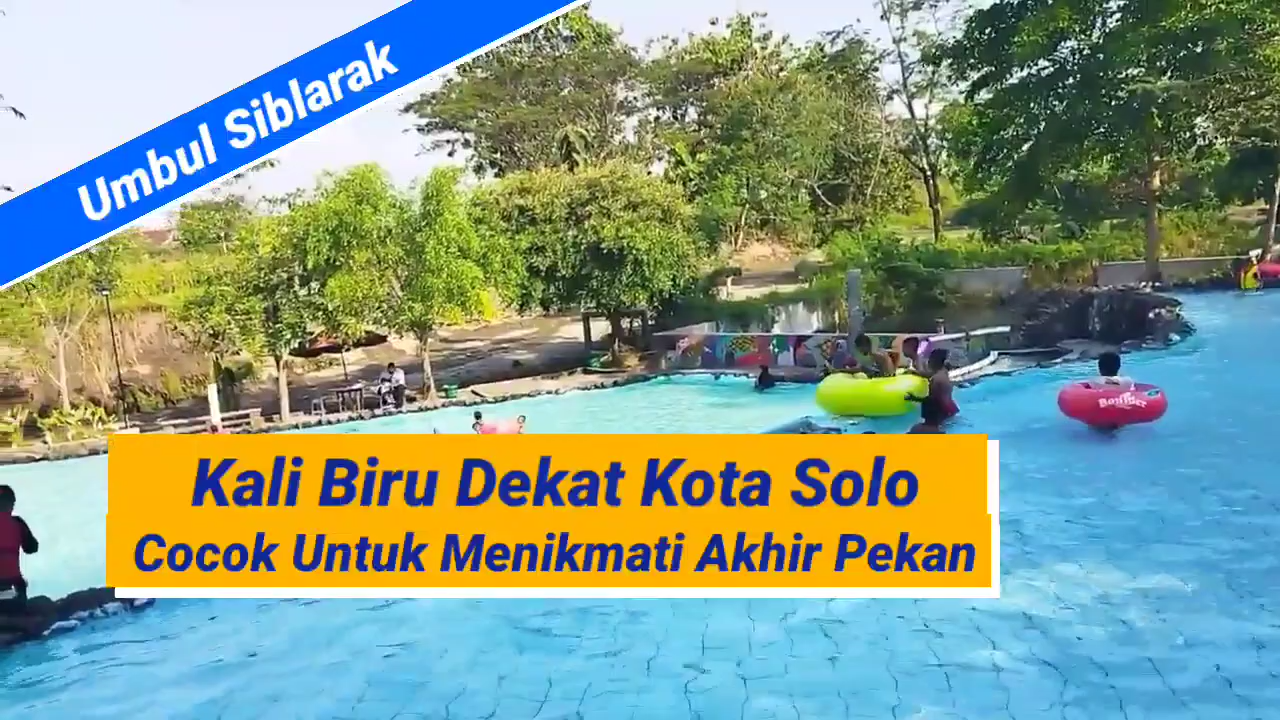 Umbul Siblarak
Kali Biru Dekat Kota Solo
Cocok Untuk Menikmati Akhir Pekan